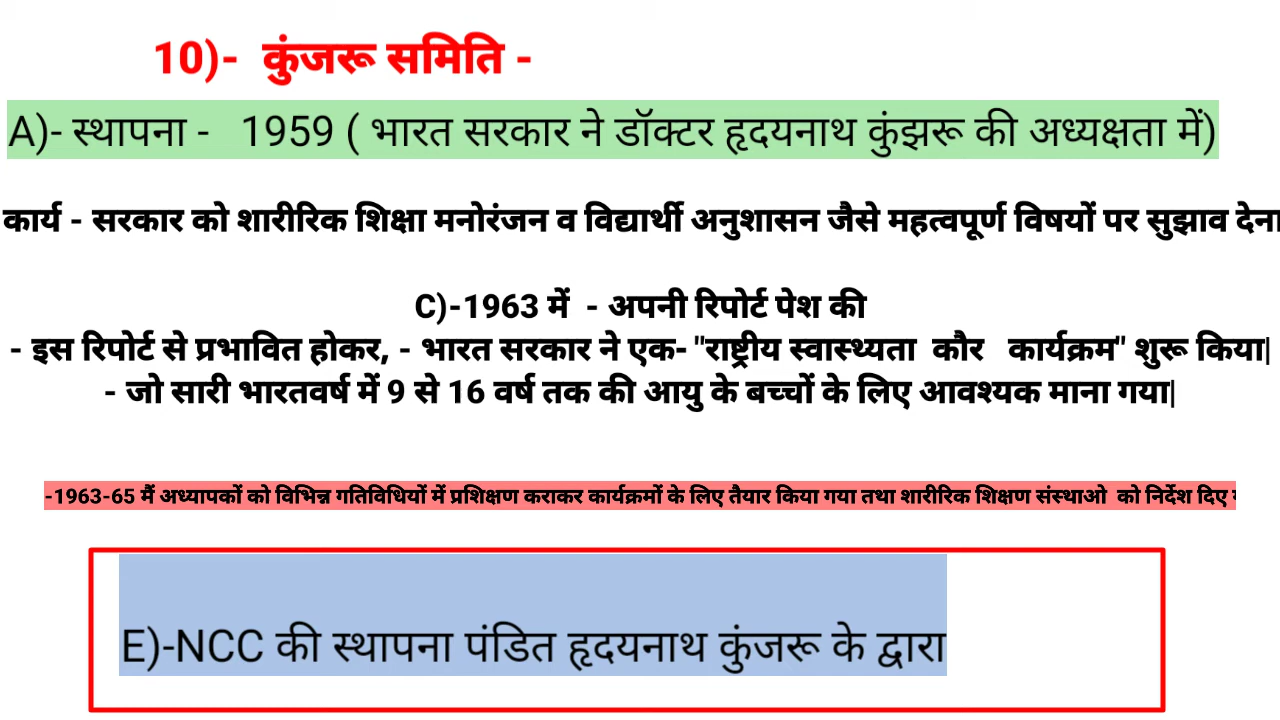 10)- कुंजरू समिति -
A)- स्थापना - 1959 ( भारत सरकार ने डॉक्टर हृदयनाथ कुंझरू की अध्यक्षता में)
कार्य - सरकार को शारीरिक शिक्षा मनोरंजन व विद्यार्थी अनुशासन जैसे महत्वपूर्ण विषयों पर सुझाव देना
C)-1963 में - अपनी रिपोर्ट पेश की
- इस रिपोर्ट से प्रभावित होकर, - भारत सरकार ने एक- "राष्ट्रीय स्वास्थ्यता कौर कार्यक्रम" शुरू किया|
- जो सारी भारतवर्ष में 9 से 16 वर्ष तक की आयु के बच्चों के लिए आवश्यक माना गया|
-1963-65 मैं अध्यापकों को विभिन्न गतिविधियों में प्रशिक्षण कराकर कार्यक्रमों के लिए तैयार किया गया तथा शारीरिक शिक्षण संस्थाओ को निर्देश दिए
E)-NCC की स्थापना पंडित हृदयनाथ कुंजरू के द्वारा